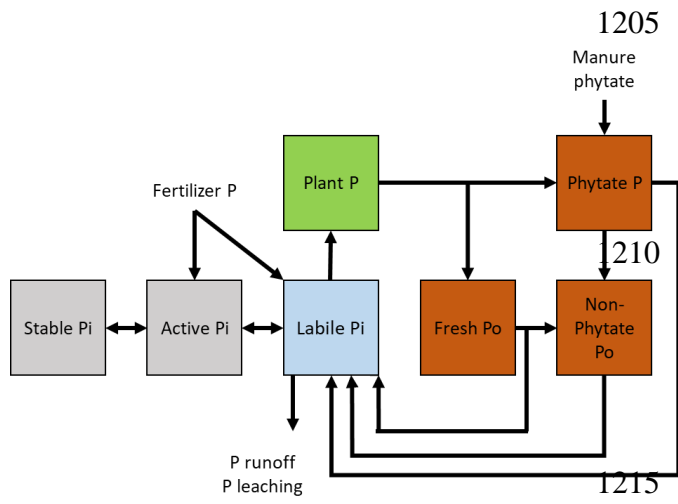 1205
Manure
phytate
Plant P
Phytate P
Fertilizer P
1210
Stable Pi
Active Pi
Labile Pi
Fresh Po
Non-
Phytate
Po
P runoff
P leaching
1215